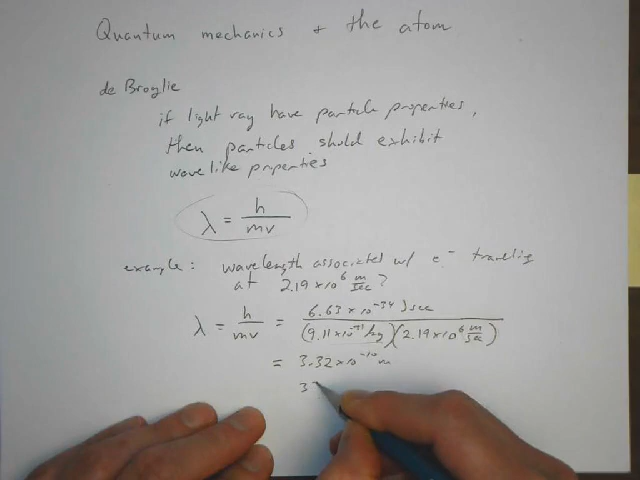 Quantum mechanics + the atom
de Broglie
if light ray have particle properties,
then particles should exhibit
wave like properties
λ = h/mv
example: wavelength associated w/ e⁻ traveling
at 2.19 × 10⁶ m/sec?
λ = h/mv = 6.63 × 10⁻³⁴ J sec / (9.11 × 10⁻³¹ kg)(2.19 × 10⁶ m/sec)
= 3.32 × 10⁻¹⁰ m